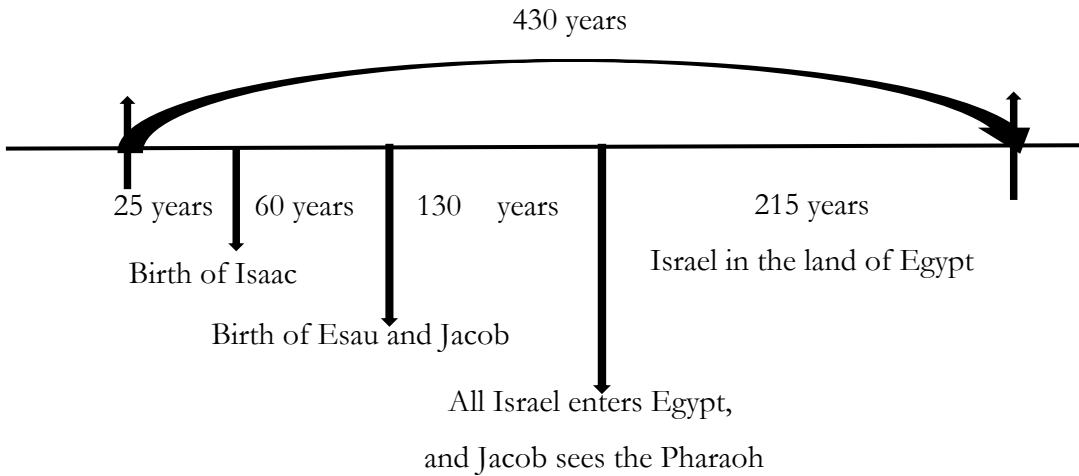 430 years
25 years
60 years
130 years
215 years
Birth of Isaac
Israel in the land of Egypt
Birth of Esau and Jacob
All Israel enters Egypt,
and Jacob sees the Pharaoh